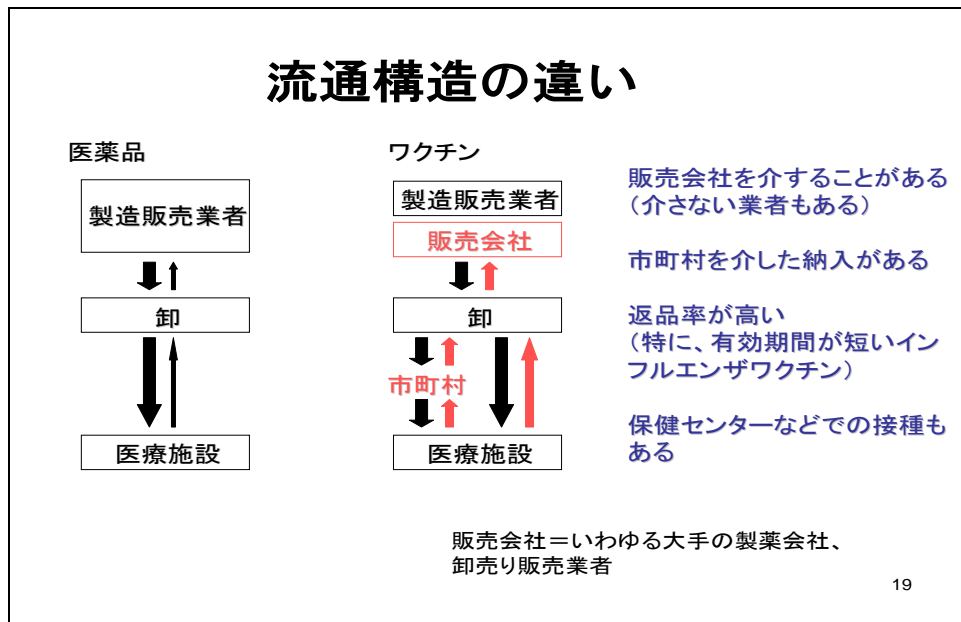 流通構造の違い
医薬品
製造販売業者
卸
医療施設
ワクチン
製造販売業者
販売会社
卸
市町村
医療施設
販売会社を介することがある
（介さない業者もある）
市町村を介した納入がある
返品率が高い
（特に、有効期間が短いイン
フルエンザワクチン）
保健センターなどでの接種も
ある
販売会社＝いわゆる大手の製薬会社、
卸売り販売業者
19